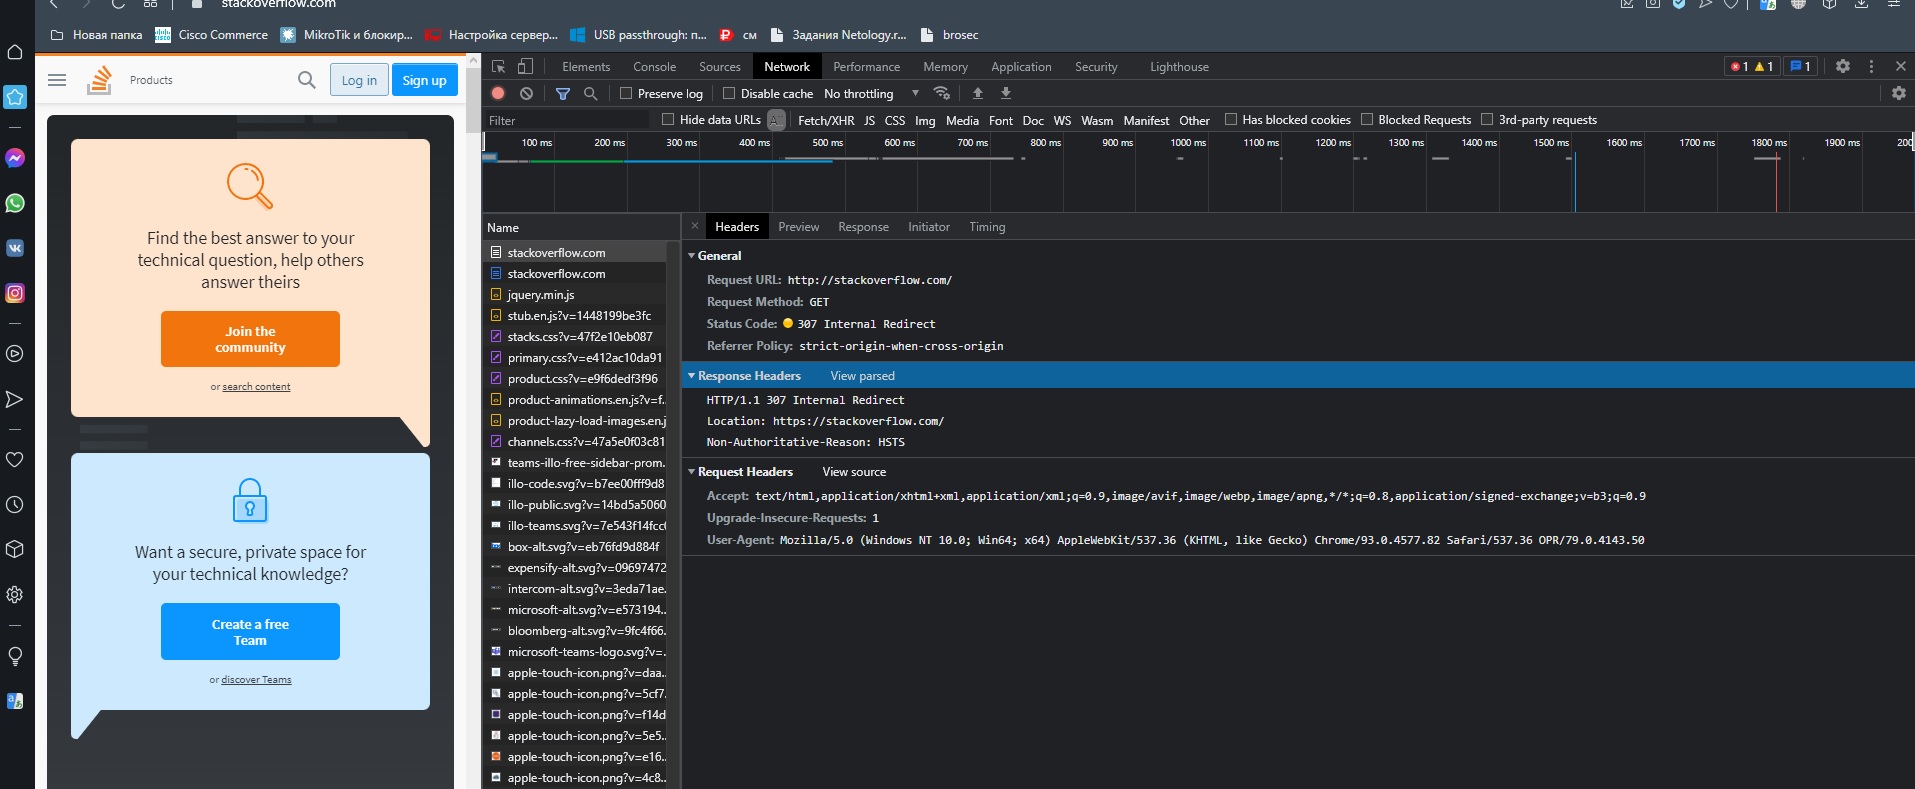 stackoverflow.com
Новая папка
Cisco Commerce
MikroTik и блокир...
Настройка сервер...
USB passthrough: п...
см
Задания Netology.r...
brosec
Products
Log in
Sign up
Find the best answer to your
technical question, help others
answer theirs
Join the
community
or search content
Want a secure, private space for
your technical knowledge?
Create a free
Team
or discover Teams
Elements Console Sources Network Performance Memory Application Security Lighthouse
1 1 1
Preserve log Disable cache No throttling
Filter Hide data URLs Fetch/XHR JS CSS Img Media Font Doc WS Wasm Manifest Other Has blocked cookies Blocked Requests 3rd-party requests
100 ms 200 ms 300 ms 400 ms 500 ms 600 ms 700 ms 800 ms 900 ms 1000 ms 1100 ms 1200 ms 1300 ms 1400 ms 1500 ms 1600 ms 1700 ms 1800 ms 1900 ms 200
Name
stackoverflow.com
stackoverflow.com
jquery.min.js
stub.en.js?v=1448199be3fc
stacks.css?v=47f2e10eb087
primary.css?v=e412ac10da91
product.css?v=e9f6dedf3f96
product-animations.en.js?v=f..
product-lazy-load-images.en.j
channels.css?v=47a5e0f03c81
teams-illo-free-sidebar-prom.
illo-code.svg?v=b7ee00fff9d8
illo-public.svg?v=14bd5a5060
illo-teams.svg?v=7e543f14fcc0
box-alt.svg?v=eb76fd9d884f
expensify-alt.svg?v=09697472
intercom-alt.svg?v=3eda71ae.
microsoft-alt.svg?v=e573194..
bloomberg-alt.svg?v=9fc4f66.
microsoft-teams-logo.svg?v=.
apple-touch-icon.png?v=daa..
apple-touch-icon.png?v=5cf7.
apple-touch-icon.png?v=f14d
apple-touch-icon.png?v=5e5..
apple-touch-icon.png?v=e16..
apple-touch-icon.png?v=4c8..
Headers Preview Response Initiator Timing
General
Request URL: http://stackoverflow.com/
Request Method: GET
Status Code: 307 Internal Redirect
Referrer Policy: strict-origin-when-cross-origin
Response Headers View parsed
HTTP/1.1 307 Internal Redirect
Location: https://stackoverflow.com/
Non-Authoritative-Reason: HSTS
Request Headers View source
Accept: text/html,application/xhtml+xml,application/xml;q=0.9,image/avif,image/webp,image/apng,*/*;q=0.8,application/signed-exchange;v=b3;q=0.9
Upgrade-Insecure-Requests: 1
User-Agent: Mozilla/5.0 (Windows NT 10.0; Win64; x64) AppleWebKit/537.36 (KHTML, like Gecko) Chrome/93.0.4577.82 Safari/537.36 OPR/79.0.4143.50